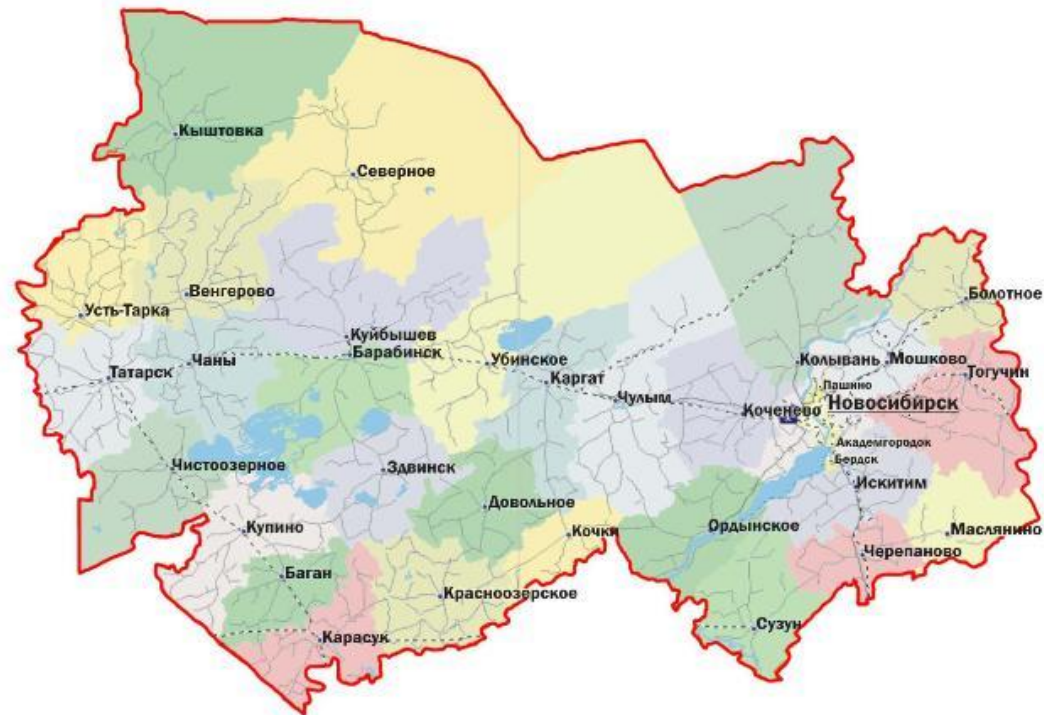 Кыштовка
Северное
Венгерово
Болотное
Усть-Тарка
Куйбышев
Барабинск
Чаны
Убинское
Колывань
Мошково
Татарск
Каргат
Тогучин
Пашино
Чулым
Новосибирск
Коченево
Академгородок
Бердск
Чистоозерное
Здвинск
Искитим
Довольное
Купино
Кочки
Ордынское
Маслянино
Черепаново
Баган
Краснозёрское
Сузун
Карасук